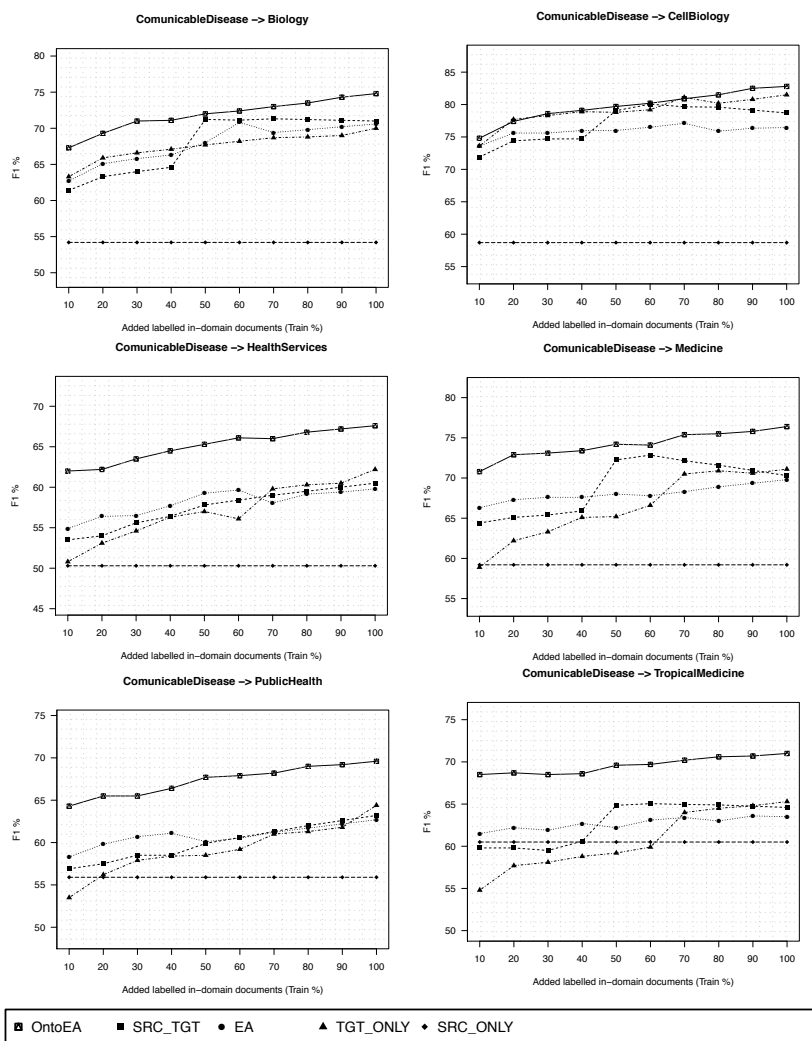 ComunicableDisease −> Biology
F1 %
80
75
70
65
60
55
50
10 20 30 40 50 60 70 80 90 100
Added labelled in−domain documents (Train %)
ComunicableDisease −> CellBiology
F1 %
85
80
75
70
65
60
55
10 20 30 40 50 60 70 80 90 100
Added labelled in−domain documents (Train %)
ComunicableDisease −> HealthServices
F1 %
70
65
60
55
50
45
10 20 30 40 50 60 70 80 90 100
Added labelled in−domain documents (Train %)
ComunicableDisease −> Medicine
F1 %
80
75
70
65
60
55
10 20 30 40 50 60 70 80 90 100
Added labelled in−domain documents (Train %)
ComunicableDisease −> PublicHealth
F1 %
75
70
65
60
55
50
10 20 30 40 50 60 70 80 90 100
Added labelled in−domain documents (Train %)
ComunicableDisease −> TropicalMedicine
F1 %
75
70
65
60
55
50
10 20 30 40 50 60 70 80 90 100
Added labelled in−domain documents (Train %)
OntoEA SRC_TGT EA TGT_ONLY SRC_ONLY